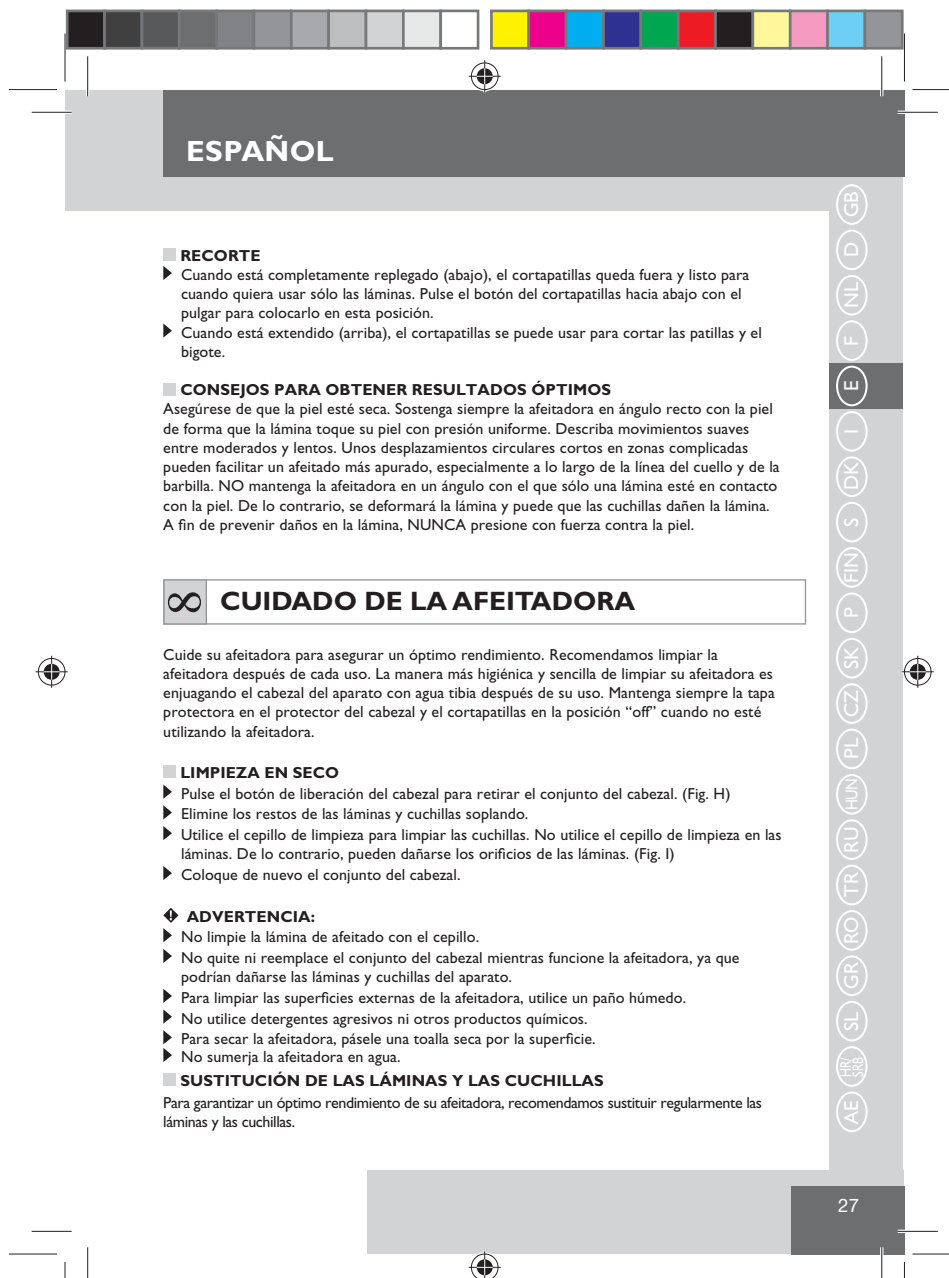 ESPAÑOL
RECORTE
Cuando está completamente replegado (abajo), el cortapatillas queda fuera y listo para
cuando quiera usar sólo las láminas. Pulse el botón del cortapatillas hacia abajo con el
pulgar para colocarlo en esta posición.
Cuando está extendido (arriba), el cortapatillas se puede usar para cortar las patillas y el
bigote.
CONSEJOS PARA OBTENER RESULTADOS ÓPTIMOS
Asegúrese de que la piel esté seca. Sostenga siempre la afeitadora en ángulo recto con la piel
de forma que la lámina toque su piel con presión uniforme. Describa movimientos suaves
entre moderados y lentos. Unos desplazamientos circulares cortos en zonas complicadas
pueden facilitar un afeitado más apurado, especialmente a lo largo de la línea del cuello y de la
barbilla. NO mantenga la afeitadora en un ángulo con el que sólo una lámina esté en contacto
con la piel. De lo contrario, se deformará la lámina y puede que las cuchillas dañen la lámina.
A fin de prevenir daños en la lámina, NUNCA presione con fuerza contra la piel.
CUIDADO DE LA AFEITADORA
Cuide su afeitadora para asegurar un óptimo rendimiento. Recomendamos limpiar la
afeitadora después de cada uso. La manera más higiénica y sencilla de limpiar su afeitadora es
enjuagando el cabezal del aparato con agua tibia después de su uso. Mantenga siempre la tapa
protectora en el protector del cabezal y el cortapatillas en la posición “off” cuando no esté
utilizando la afeitadora.
LIMPIEZA EN SECO
Pulse el botón de liberación del cabezal para retirar el conjunto del cabezal. (Fig. H)
Elimine los restos de las láminas y cuchillas soplando.
Utilice el cepillo de limpieza para limpiar las cuchillas. No utilice el cepillo de limpieza en las
láminas. De lo contrario, pueden dañarse los orificios de las láminas. (Fig. I)
Coloque de nuevo el conjunto del cabezal.
ADVERTENCIA:
No limpie la lámina de afeitado con el cepillo.
No quite ni reemplace el conjunto del cabezal mientras funcione la afeitadora, ya que
podrían dañarse las láminas y cuchillas del aparato.
Para limpiar las superficies externas de la afeitadora, utilice un paño húmedo.
No utilice detergentes agresivos ni otros productos químicos.
Para secar la afeitadora, pásele una toalla seca por la superficie.
No sumerja la afeitadora en agua.
SUSTITUCIÓN DE LAS LÁMINAS Y LAS CUCHILLAS
Para garantizar un óptimo rendimiento de su afeitadora, recomendamos sustituir regularmente las
láminas y las cuchillas.
GB
D
NL
F
E
I
DK
S
FIN
P
SK
CZ
PL
HUN
RU
TR
RO
GR
SL
HR/
SRB
AE
27